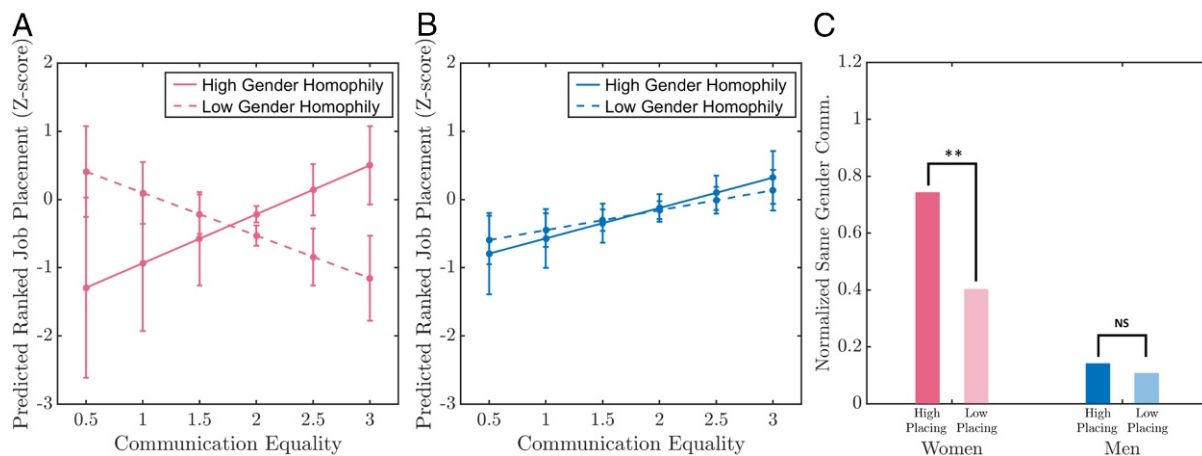 A
B
C
Predicted Ranked Job Placement (Z-score)
2
1
0
-1
-2
-3
High Gender Homophily
Low Gender Homophily
0.5 1 1.5 2 2.5 3
Communication Equality
Predicted Ranked Job Placement (Z-score)
2
1
0
-1
-2
-3
High Gender Homophily
Low Gender Homophily
0.5 1 1.5 2 2.5 3
Communication Equality
Normalized Same Gender Comm.
1.2
1
0.8
0.6
0.4
0.2
0
**
NS
High Low High Low
Placing Placing Placing Placing
Women Men